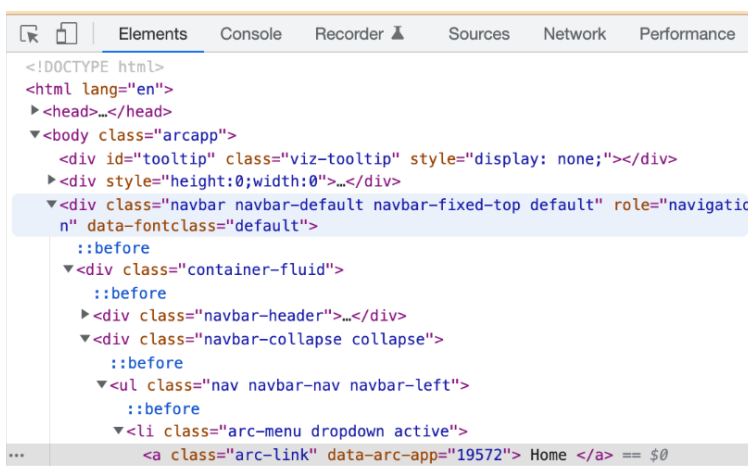 Elements Console Recorder Sources Network Performance
<!DOCTYPE html>
<html lang="en">
▶<head>…</head>
▼<body class="arcapp">
<div id="tooltip" class="viz-tooltip" style="display: none;"></div>
▶<div style="height:0;width:0">…</div>
▼<div class="navbar navbar-default navbar-fixed-top default" role="navigatio
n" data-fontclass="default">
::before
▼<div class="container-fluid">
::before
▶<div class="navbar-header">…</div>
▼<div class="navbar-collapse collapse">
::before
▼<ul class="nav navbar-nav navbar-left">
::before
▼<li class="arc-menu dropdown active">
… <a class="arc-link" data-arc-app="19572"> Home </a> == $0